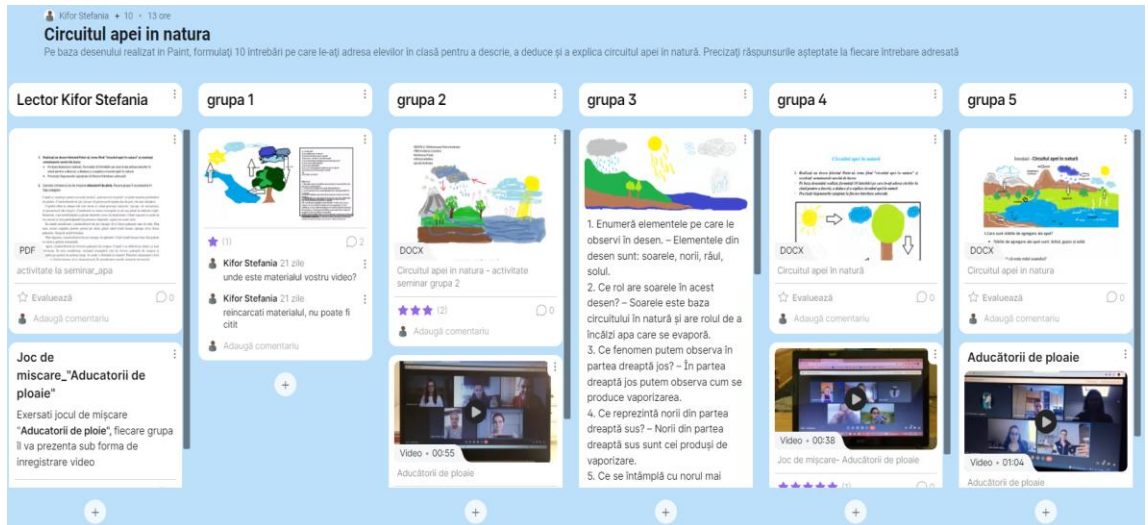 Kifor Stefania + 10 • 13 ore
Circuitul apei in natura
Pe baza desenului realizat in Paint, formulați 10 întrebări pe care le-ați adresa elevilor în clasă pentru a descrie, a deduce și a explica circuitul apei în natură. Precizați răspunsurile așteptate la fiecare întrebare adresată
Lector Kifor Stefania
PDF
activitate la seminar_apa
Evaluează
0
Adaugă comentariu
Joc de
miscare_"Aducatorii de
ploaie"
Exersati jocul de mișcare
"Aducatorii de ploie", fiecare grupa
îl va prezenta sub forma de
inregistrare video
grupa 1
(1)
2
Kifor Stefania 21 zile
unde este materialul vostru video?
Kifor Stefania 21 zile
reincarcati materialul, nu poate fi
citit
Adaugă comentariu
grupa 2
DOCX
Circuitul apei in natura - activitate
seminar grupa 2
(2)
0
Adaugă comentariu
Video • 00:55
Aducătorii de ploaie
grupa 3
1. Enumeră elementele pe care le
observi în desen. – Elementele din
desen sunt: soarele, norii, râul,
solul.
2. Ce rol are soarele în acest
desen? – Soarele este baza
circuitului în natură și are rolul de a
încălzi apa care se evaporă.
3. Ce fenomen putem observa în
partea dreaptă jos? – În partea
dreaptă jos putem observa cum se
produce vaporizarea.
4. Ce reprezintă norii din partea
dreaptă sus? – Norii din partea
dreaptă sus sunt cei produși de
vaporizare.
5. Ce se întâmplă cu norul mai
grupa 4
Circuitul apei în natură
DOCX
Circuitul apei în natură
Evaluează
0
Adaugă comentariu
Video • 00:38
Joc de mișcare- Aducătorii de ploaie
(1)
0
grupa 5
Circuitul apei în natură
DOCX
Circuitul apei in natura
Evaluează
0
Adaugă comentariu
Aducătorii de ploaie
Video • 01:04
Aducătorii de ploaie